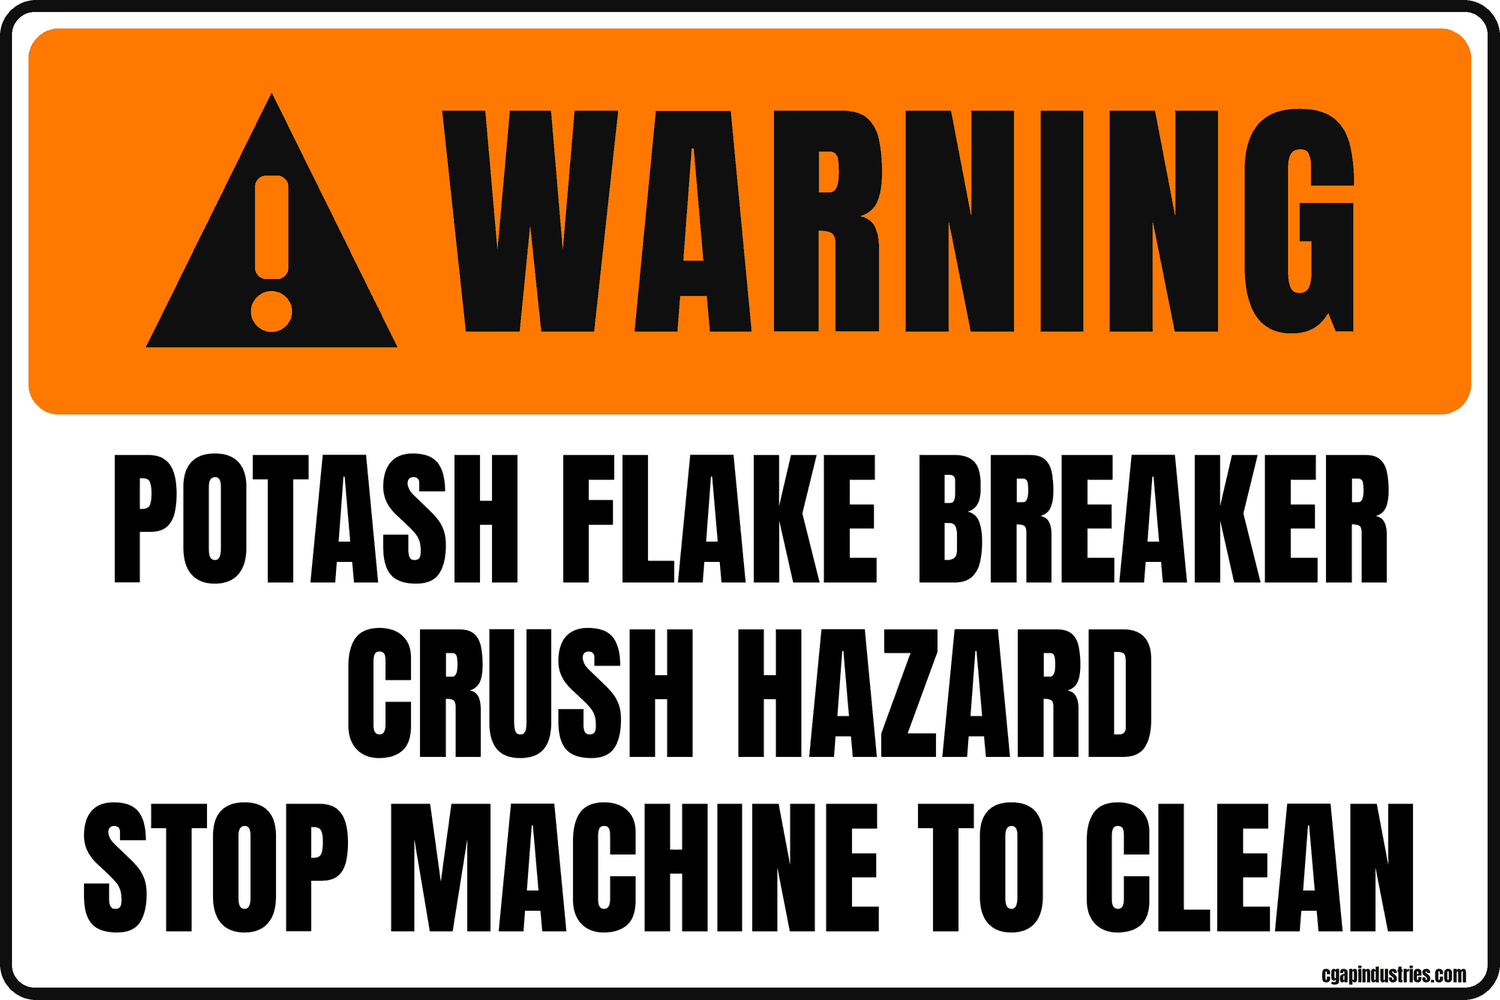 WARNING
POTASH FLAKE BREAKER
CRUSH HAZARD
STOP MACHINE TO CLEAN
cgapindustries.com